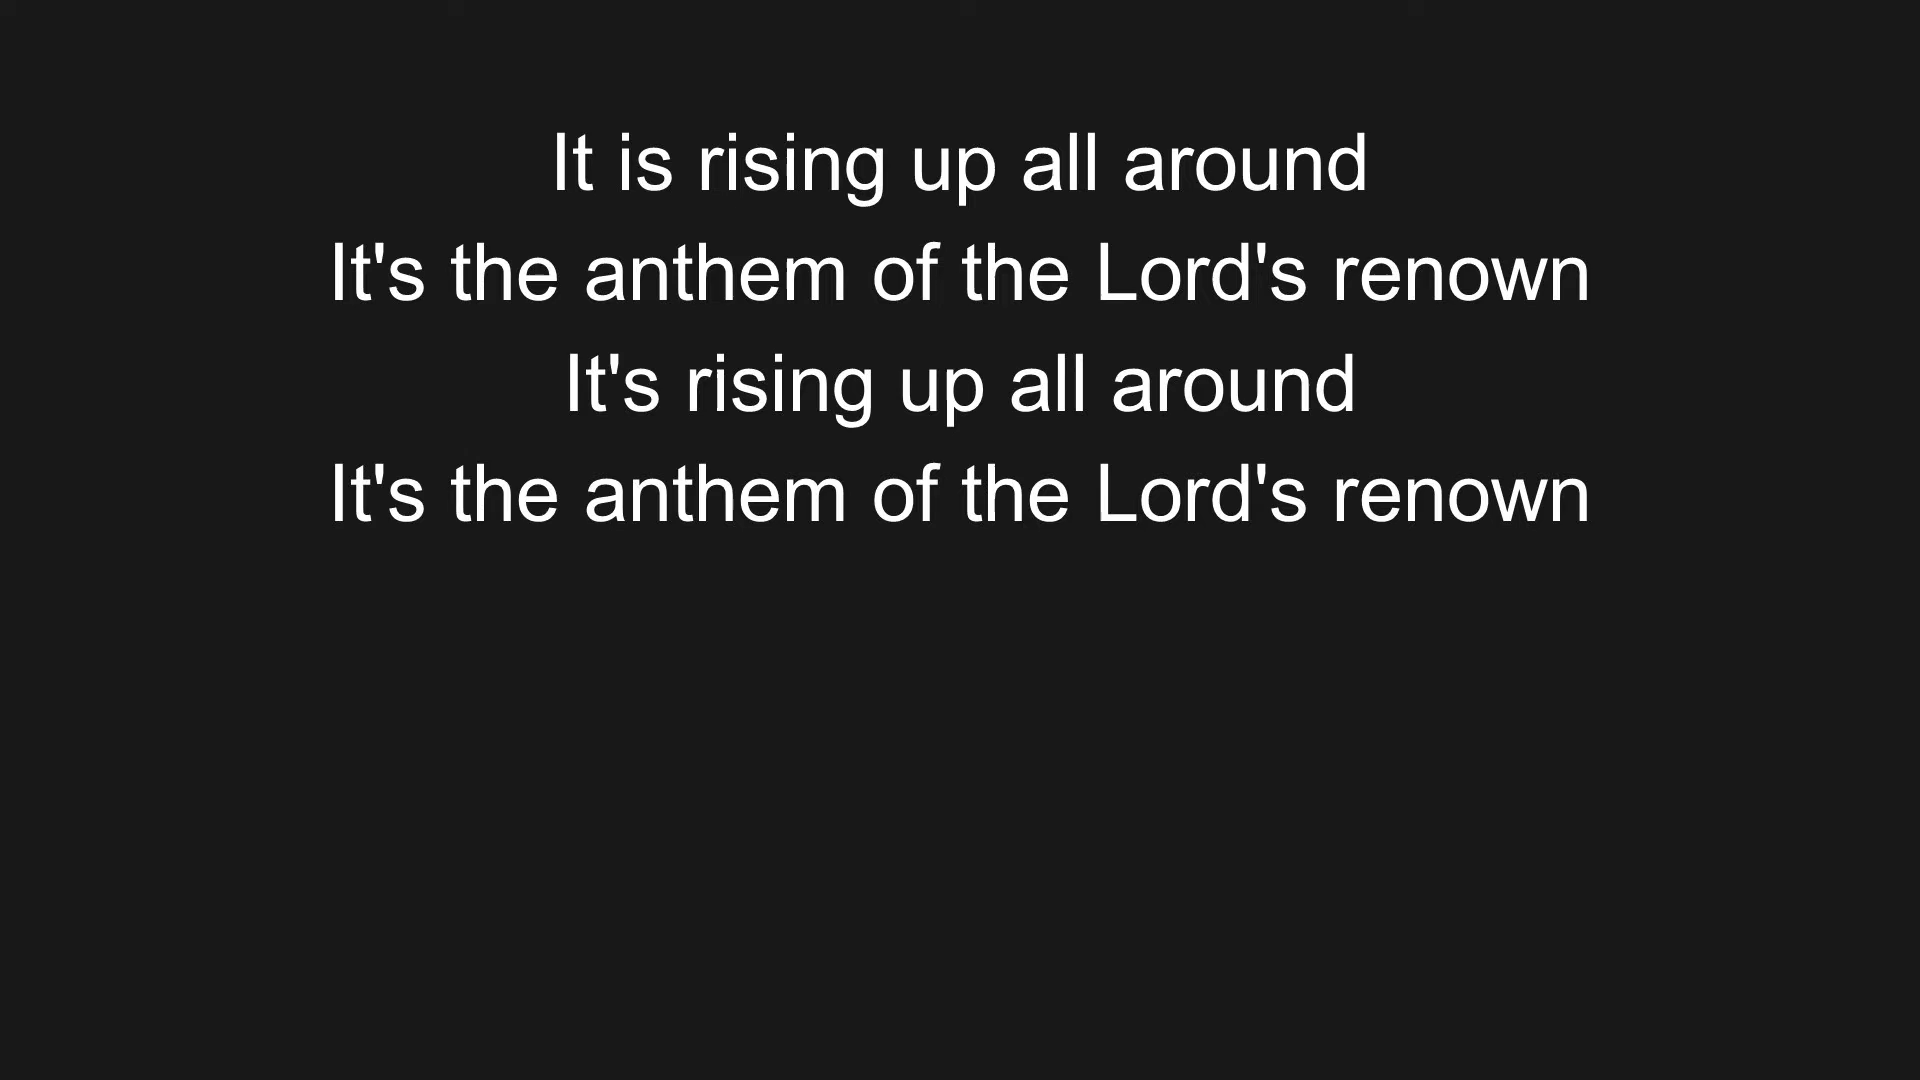 It is rising up all around
It's the anthem of the Lord's renown
It's rising up all around
It's the anthem of the Lord's renown